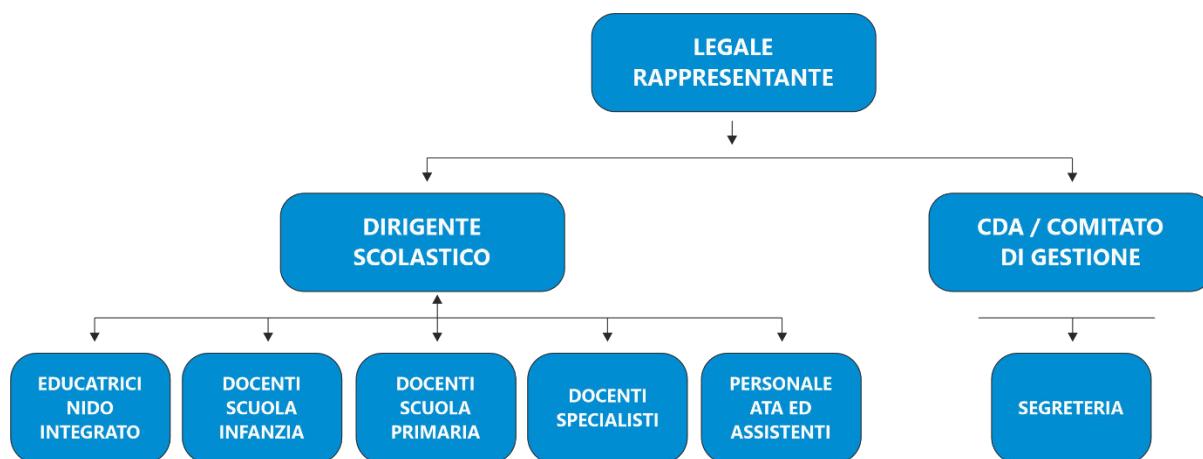 LEGALE
RAPPRESENTANTE
DIRIGENTE
SCOLASTICO
CDA / COMITATO
DI GESTIONE
EDUCATRICI
NIDO
INTEGRATO
DOCENTI
SCUOLA
INFANZIA
DOCENTI
SCUOLA
PRIMARIA
DOCENTI
SPECIALISTI
PERSONALE
ATA ED
ASSISTENTI
SEGRETERIA